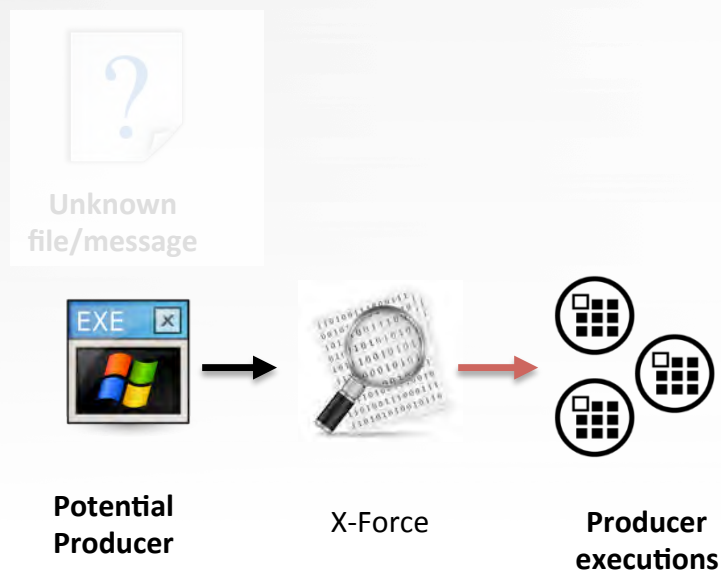 ?
Unknown
file/message
EXE
Potential
Producer
X-Force
Producer
executions